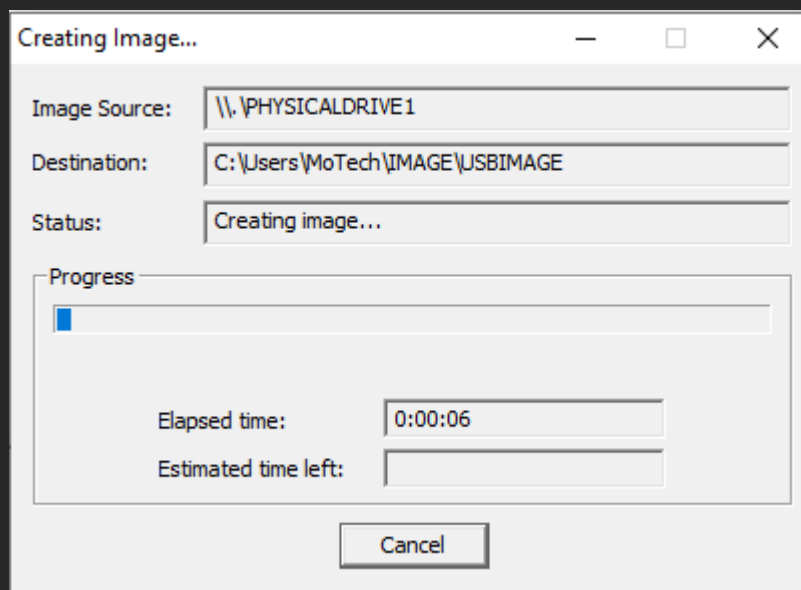 Creating Image...
Image Source: \\.\PHYSICALDRIVE1
Destination: C:\Users\MoTech\IMAGE\USBIMAGE
Status: Creating image...
Progress
Elapsed time: 0:00:06
Estimated time left:
Cancel